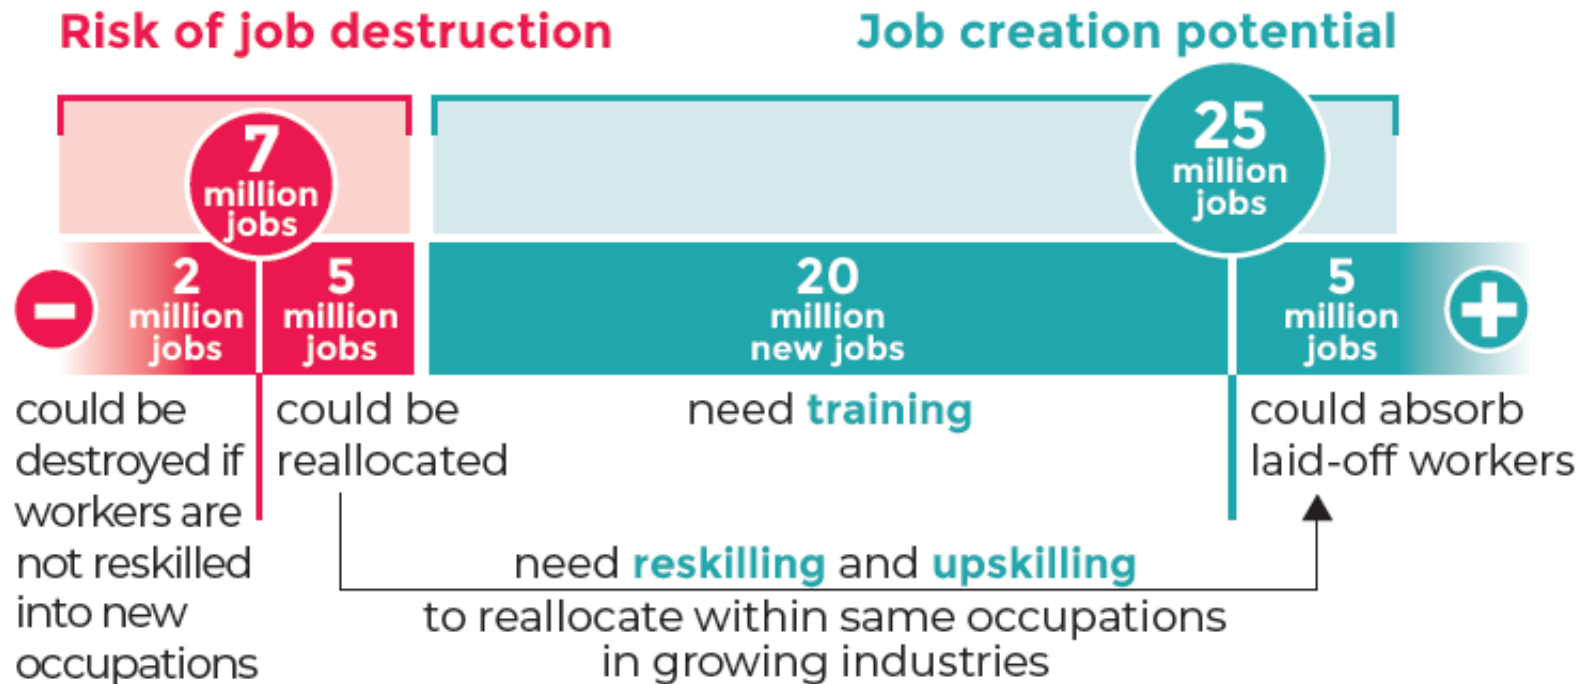 Risk of job destruction
Job creation potential
7
million
jobs
25
million
jobs
2
million
jobs
5
million
jobs
20
million
new jobs
5
million
jobs
could be
destroyed if
workers are
not reskilled
into new
occupations
could be
reallocated
need training
could absorb
laid-off workers
need reskilling and upskilling
to reallocate within same occupations
in growing industries